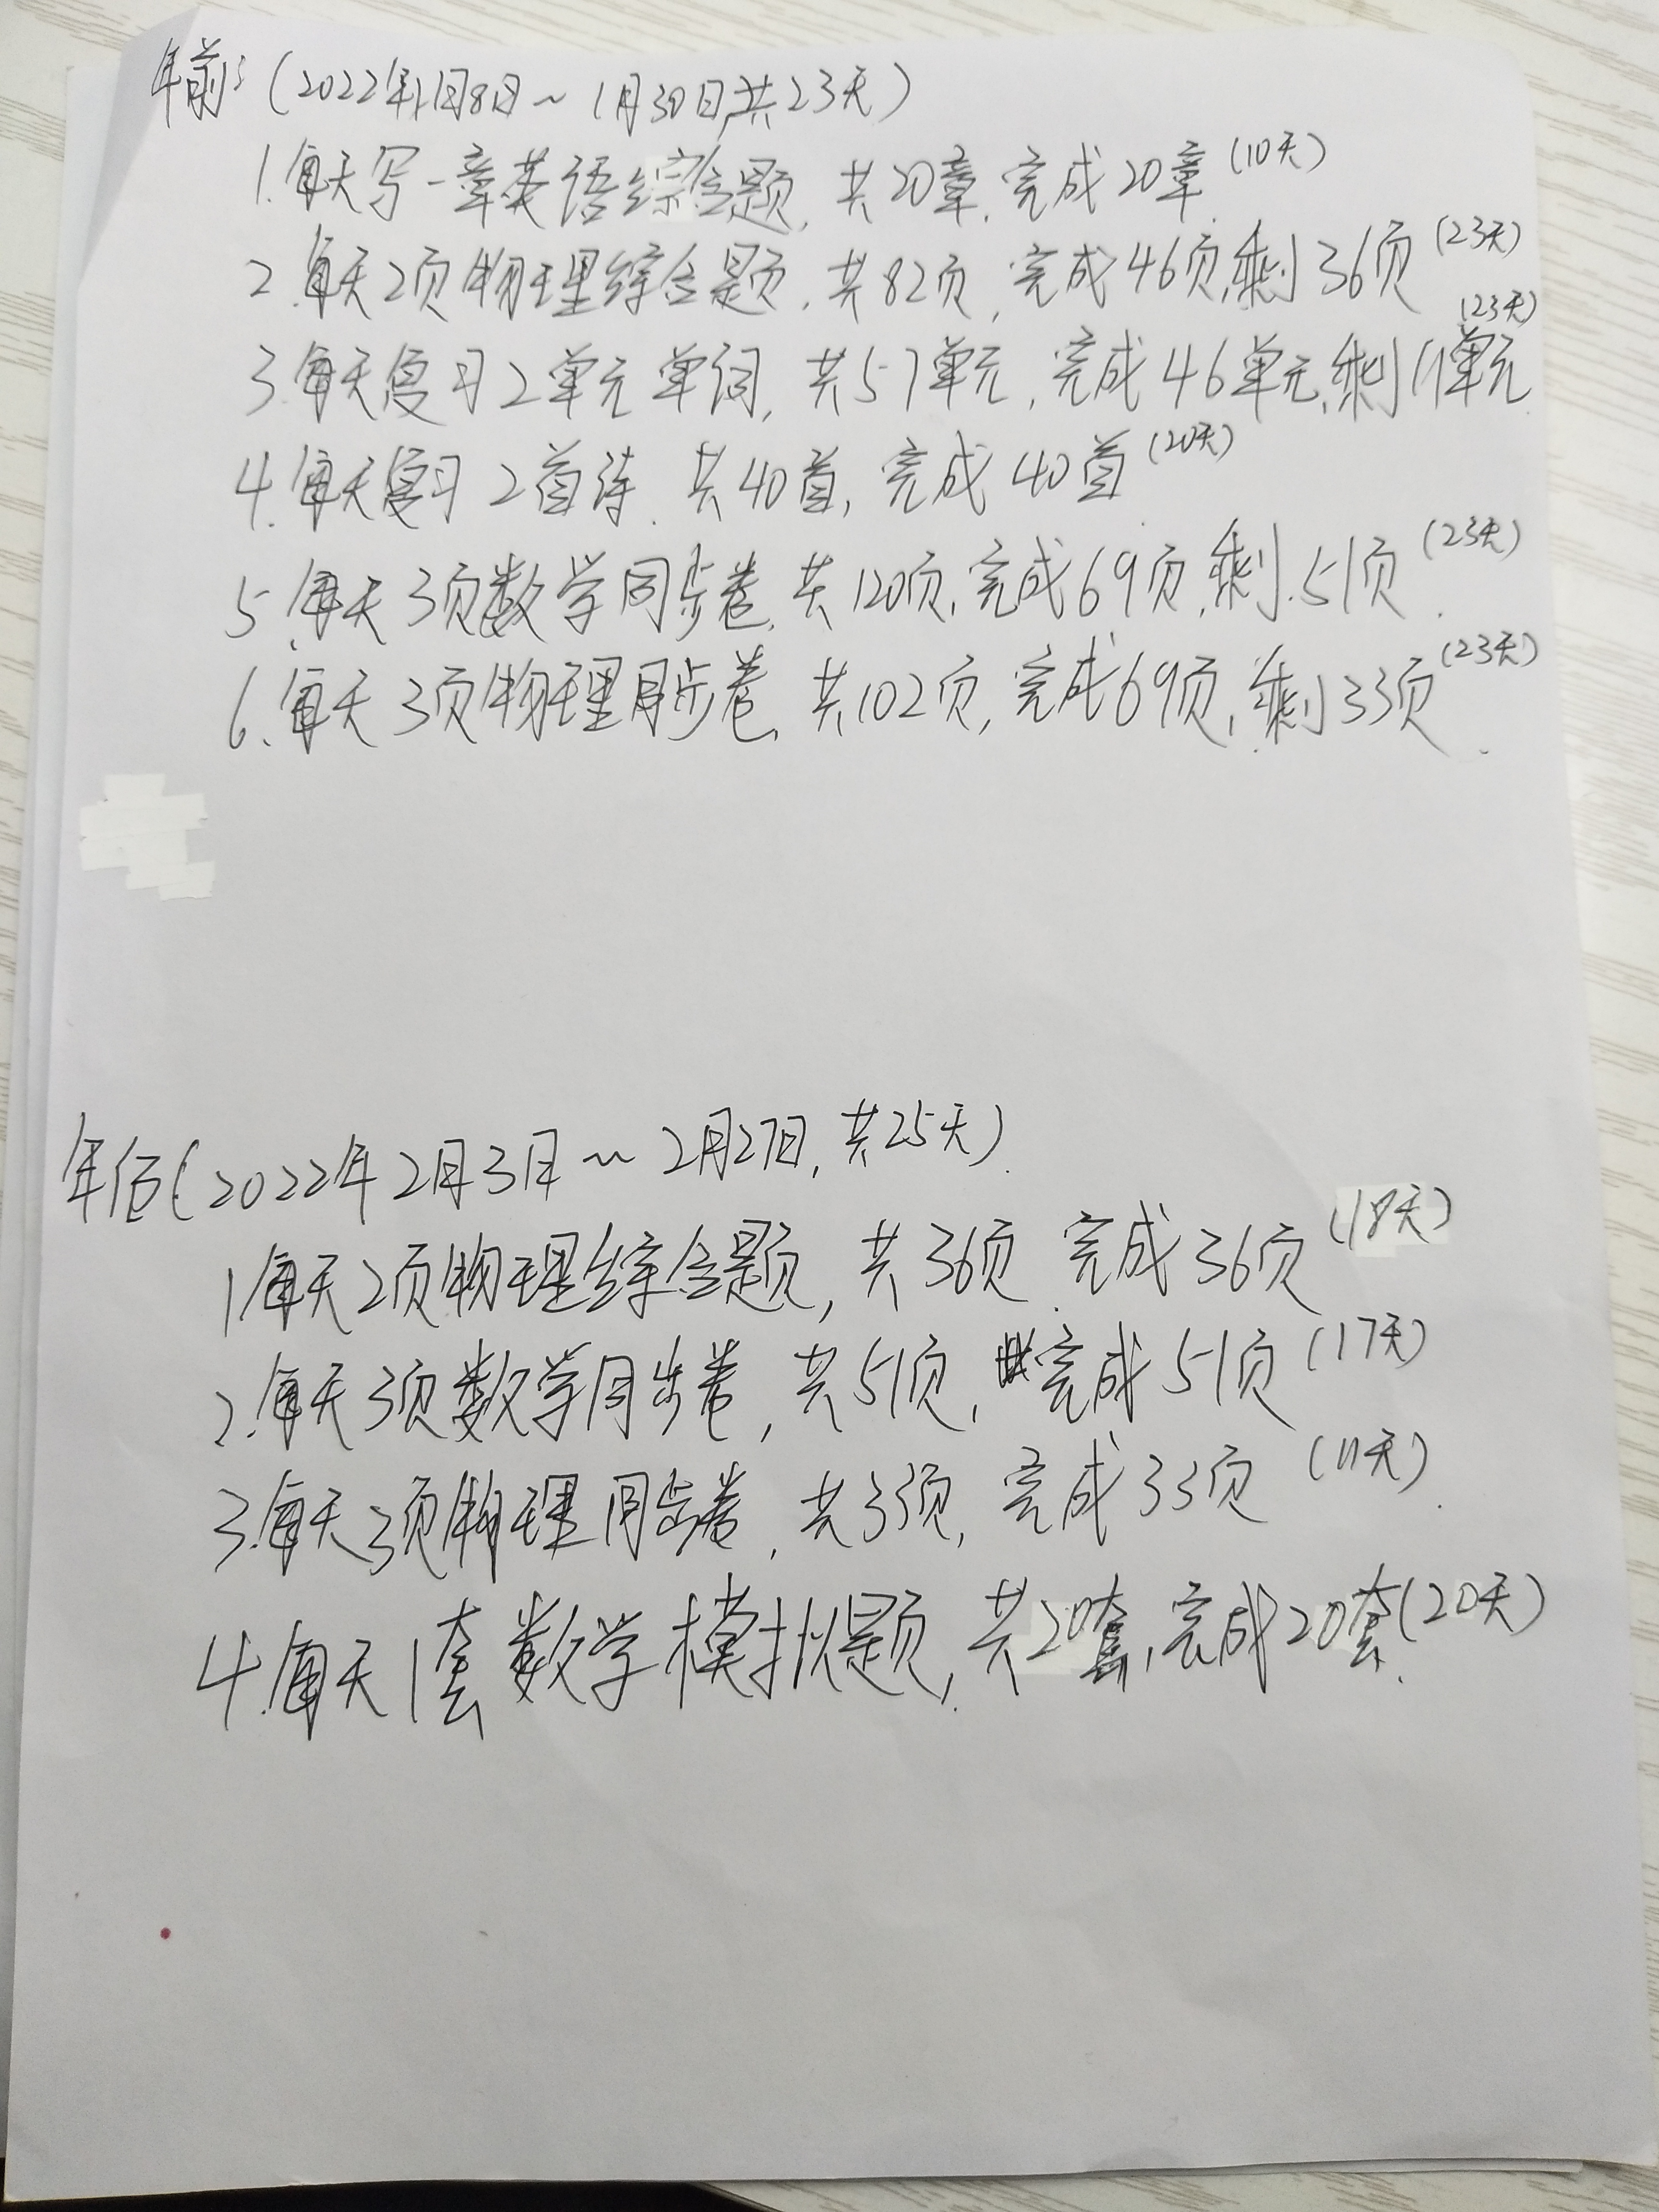 年前：（2022年1月8日～1月30日，共23天）
1.每天写一章英语综合题，共20章，完成20章（10天）
2.每天2页物理综合题，共82页，完成46页，剩36页（23天）
3.每天复习2单元单词，共57单元，完成46单元，剩11单元（23天）
4.每天复习2首诗，共40首，完成40首（20天）
5.每天3页数学同步卷，共120页，完成69页，剩51页（23天）
6.每天3页物理同步卷，共102页，完成69页，剩33页（23天）
年后（2022年2月3日～2月27日，共25天）
1.每天2页物理综合题，共36页，完成36页（18天）
2.每天3页数学同步卷，共51页，完成51页（17天）
3.每天3页物理同步卷，共33页，完成33页（11天）
4.每天1套数学模拟题，共20套，完成20套（20天）